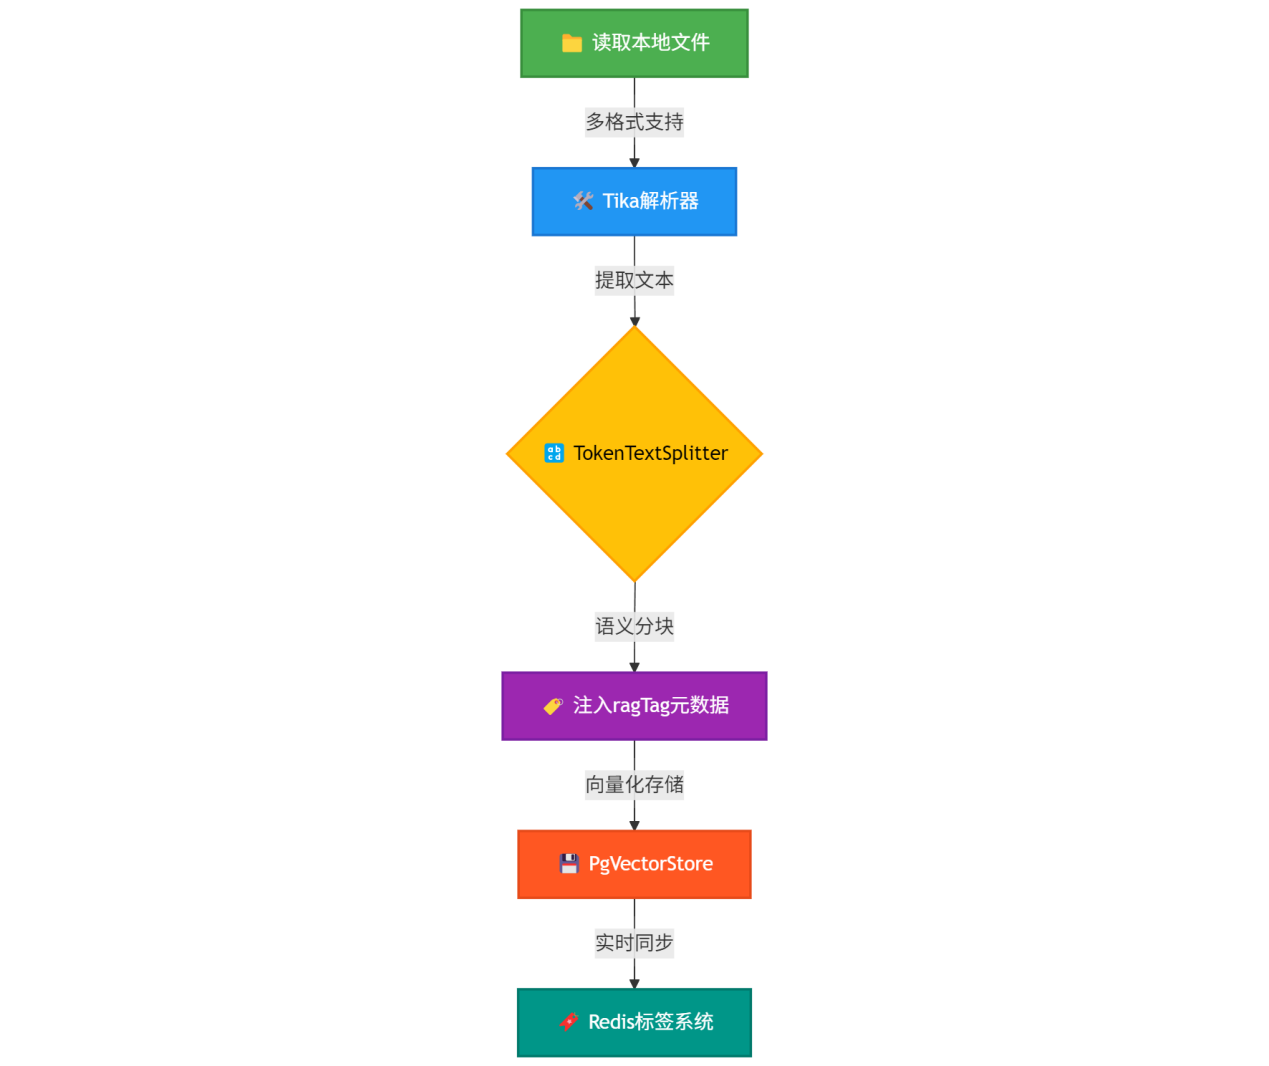 读取本地文件
多格式支持
Tika解析器
提取文本
TokenTextSplitter
语义分块
注入ragTag元数据
向量化存储
PgVectorStore
实时同步
Redis标签系统